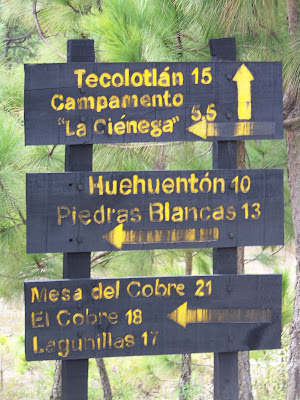 Tecolotlán 15
Campamento
"La Ciénega" 5.5
Huehuentón 10
Piedras Blancas 13
Mesa del Cobre 21
El Cobre 18
Lagunillas 17